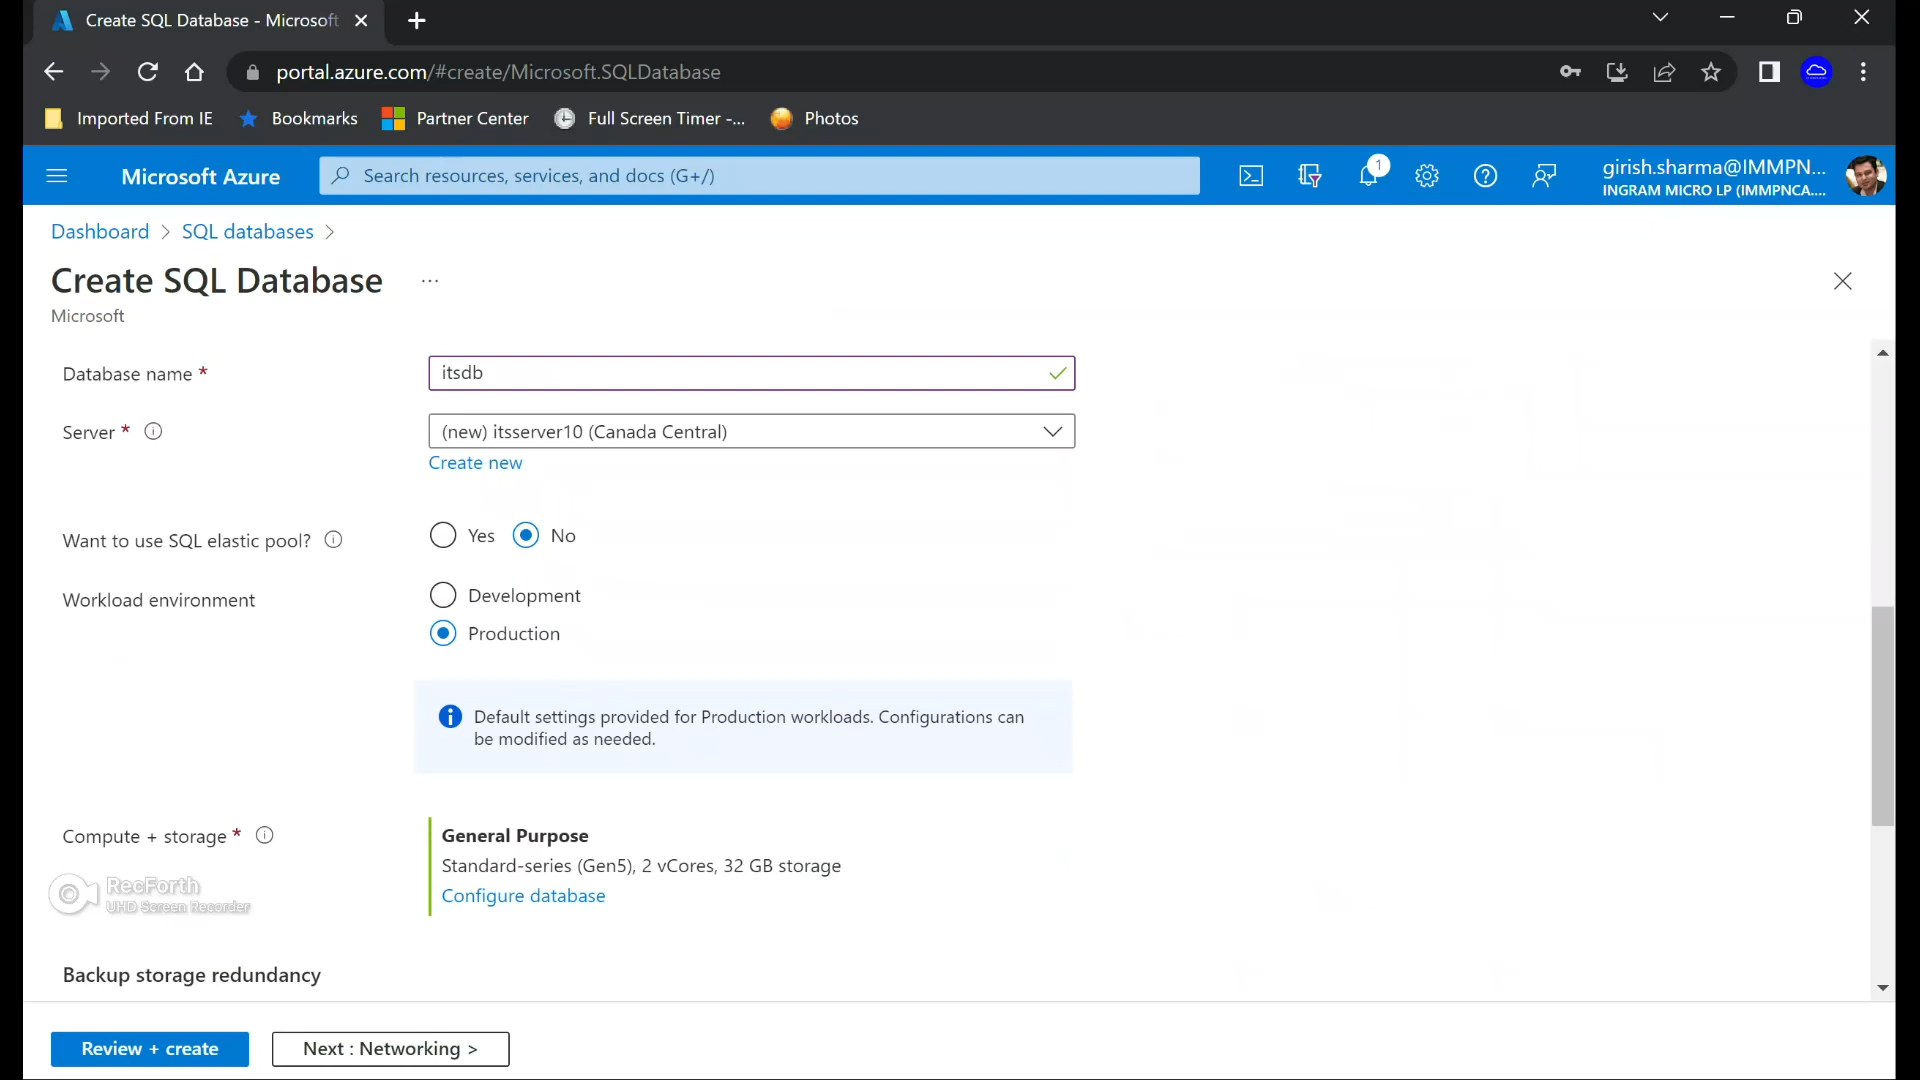 Create SQL Database - Microsoft
portal.azure.com/#create/Microsoft.SQLDatabase
Imported From IE
Bookmarks
Partner Center
Full Screen Timer -...
Photos
Microsoft Azure
Search resources, services, and docs (G+/)
1
girish.sharma@IMMPN...
INGRAM MICRO LP (IMMPNCA....
Dashboard > SQL databases >
Create SQL Database ...
Microsoft
Database name *
itsdb
Server *
(new) itsserver10 (Canada Central)
Create new
Want to use SQL elastic pool?
Yes
No
Workload environment
Development
Production
Default settings provided for Production workloads. Configurations can
be modified as needed.
Compute + storage *
General Purpose
Standard-series (Gen5), 2 vCores, 32 GB storage
Configure database
RecForth
UHD Screen Recorder
Backup storage redundancy
Review + create
Next : Networking >